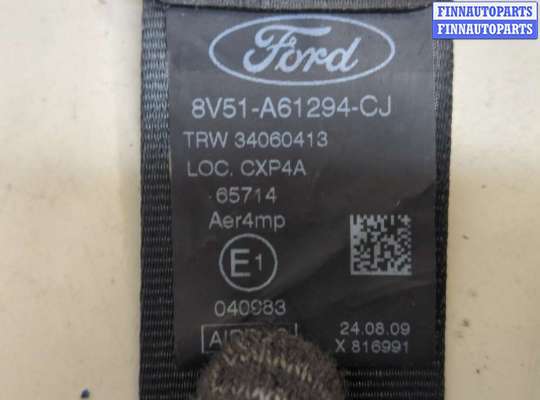 FINNAUTOPARTS
FINNAUTOPARTS
Ford
8V51-A61294-CJ
TRW 34060413
LOC. CXP4A
65714
Aer4mp
E1
040983
24.08.09
X 816991